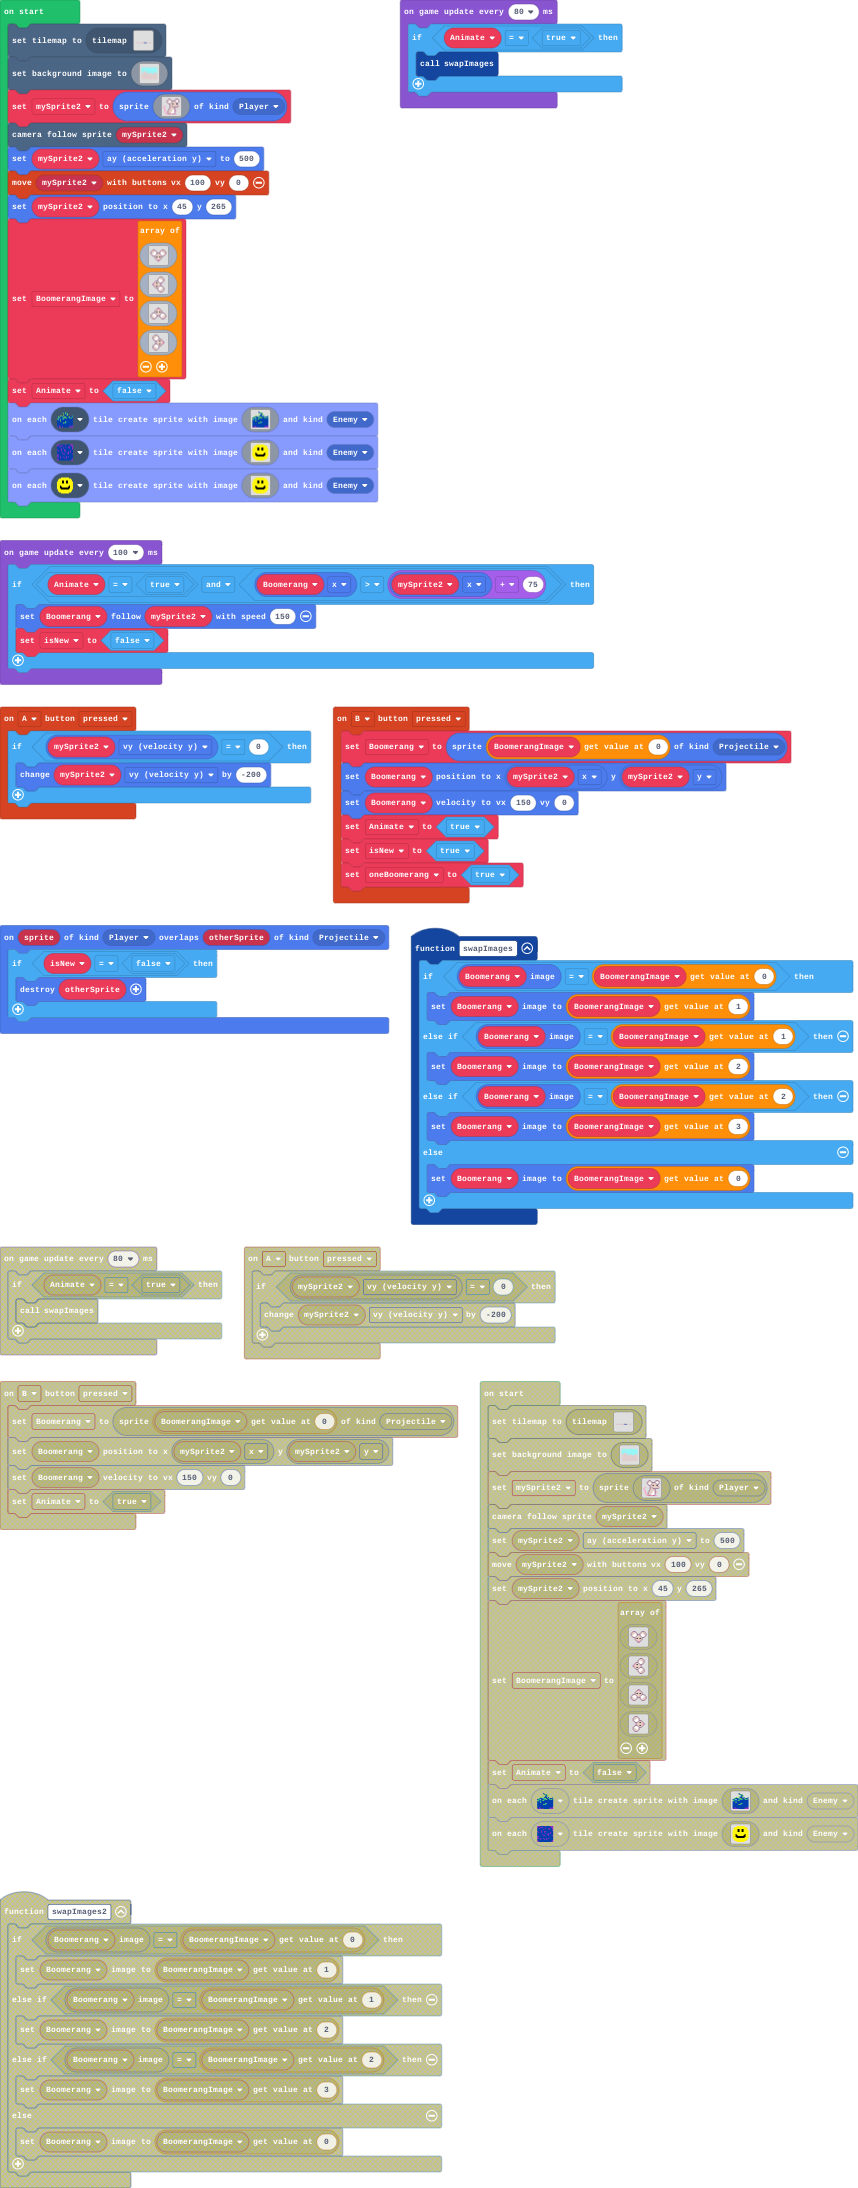 on start
set tilemap to tilemap
set background image to
set mySprite2 to sprite of kind Player
camera follow sprite mySprite2
set mySprite2 ay (acceleration y) to 500
move mySprite2 with buttons vx 100 vy 0
set mySprite2 position to x 45 y 265
array of
set BoomerangImage to
set Animate to false
on each tile create sprite with image and kind Enemy
on each tile create sprite with image and kind Enemy
on each tile create sprite with image and kind Enemy
on game update every 80 ms
if Animate = true then
call swapImages
on game update every 100 ms
if Animate = true and Boomerang x > mySprite2 x + 75 then
set Boomerang follow mySprite2 with speed 150
set isNew to false
on A button pressed
if mySprite2 vy (velocity y) = 0 then
change mySprite2 vy (velocity y) by -200
on B button pressed
set Boomerang to sprite BoomerangImage get value at 0 of kind Projectile
set Boomerang position to x mySprite2 x y mySprite2 y
set Boomerang velocity to vx 150 vy 0
set Animate to true
set isNew to true
set oneBoomerang to true
on sprite of kind Player overlaps otherSprite of kind Projectile
if isNew = false then
destroy otherSprite
function swapImages
if Boomerang image = BoomerangImage get value at 0 then
set Boomerang image to BoomerangImage get value at 1
else if Boomerang image = BoomerangImage get value at 1 then
set Boomerang image to BoomerangImage get value at 2
else if Boomerang image = BoomerangImage get value at 2 then
set Boomerang image to BoomerangImage get value at 3
else
set Boomerang image to BoomerangImage get value at 0
on game update every 80 ms
if Animate = true then
call swapImages
on A button pressed
if mySprite2 vy (velocity y) = 0 then
change mySprite2 vy (velocity y) by -200
on B button pressed
set Boomerang to sprite BoomerangImage get value at 0 of kind Projectile
set Boomerang position to x mySprite2 x y mySprite2 y
set Boomerang velocity to vx 150 vy 0
set Animate to true
on start
set tilemap to tilemap
set background image to
set mySprite2 to sprite of kind Player
camera follow sprite mySprite2
set mySprite2 ay (acceleration y) to 500
move mySprite2 with buttons vx 100 vy 0
set mySprite2 position to x 45 y 265
array of
set BoomerangImage to
set Animate to false
on each tile create sprite with image and kind Enemy
on each tile create sprite with image and kind Enemy
function swapImages2
if Boomerang image = BoomerangImage get value at 0 then
set Boomerang image to BoomerangImage get value at 1
else if Boomerang image = BoomerangImage get value at 1 then
set Boomerang image to BoomerangImage get value at 2
else if Boomerang image = BoomerangImage get value at 2 then
set Boomerang image to BoomerangImage get value at 3
else
set Boomerang image to BoomerangImage get value at 0